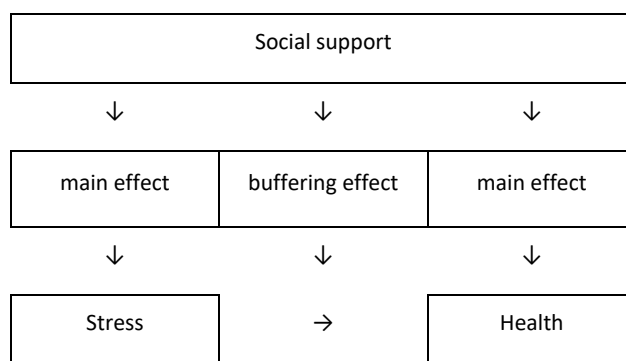 Social support
↓ ↓ ↓
main effect buffering effect main effect
↓ ↓ ↓
Stress → Health